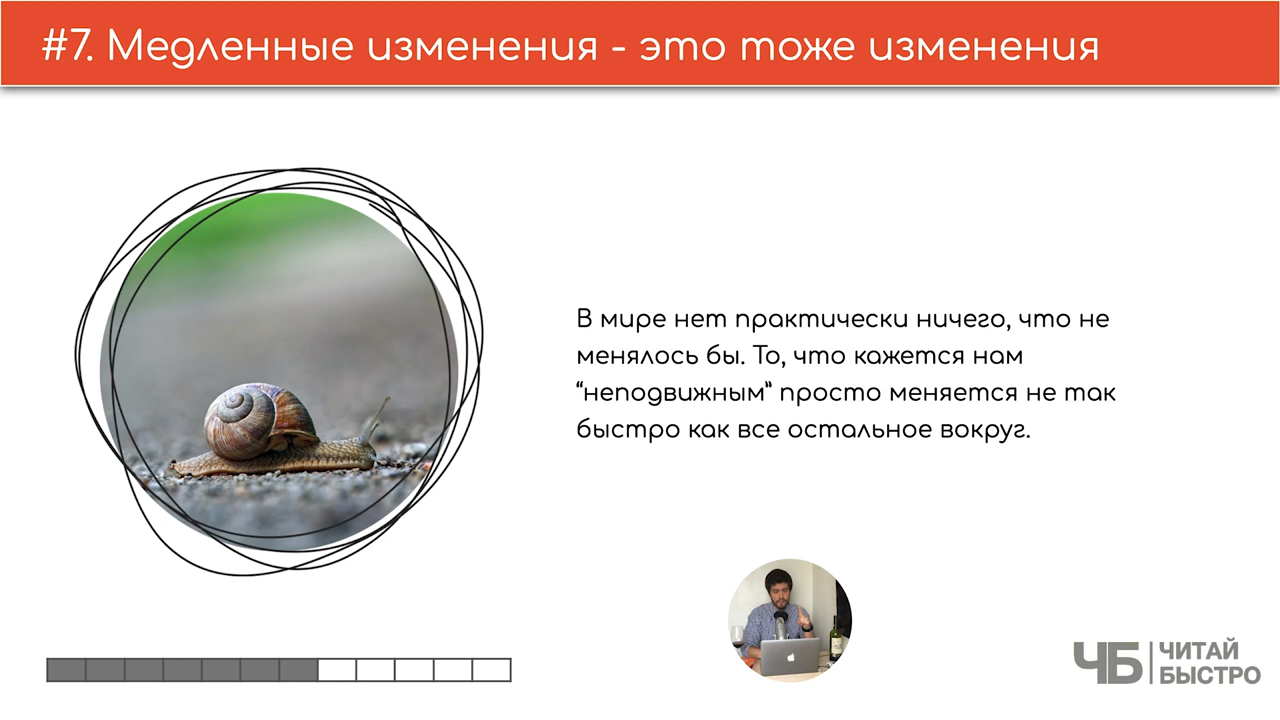 #7. Медленные изменения - это тоже изменения
В мире нет практически ничего, что не
менялось бы. То, что кажется нам
“неподвижным” просто меняется не так
быстро как все остальное вокруг.
ЧБ
ЧИТАЙ
БЫСТРО